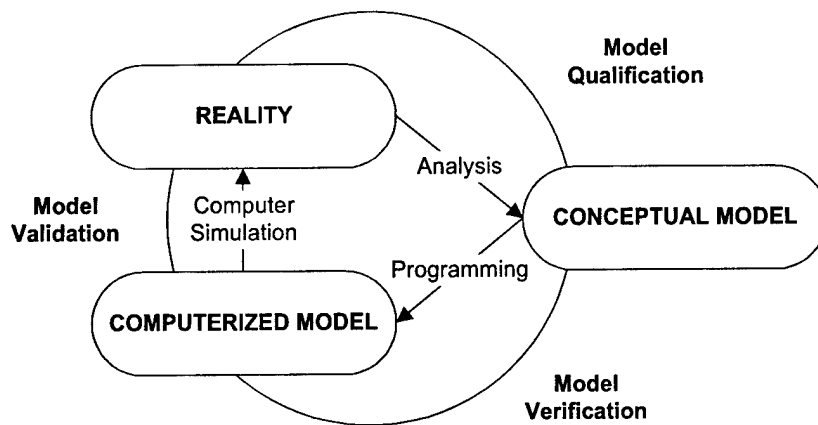 Model
Qualification
REALITY
Analysis
Model
Validation
Computer
Simulation
CONCEPTUAL MODEL
Programming
COMPUTERIZED MODEL
Model
Verification